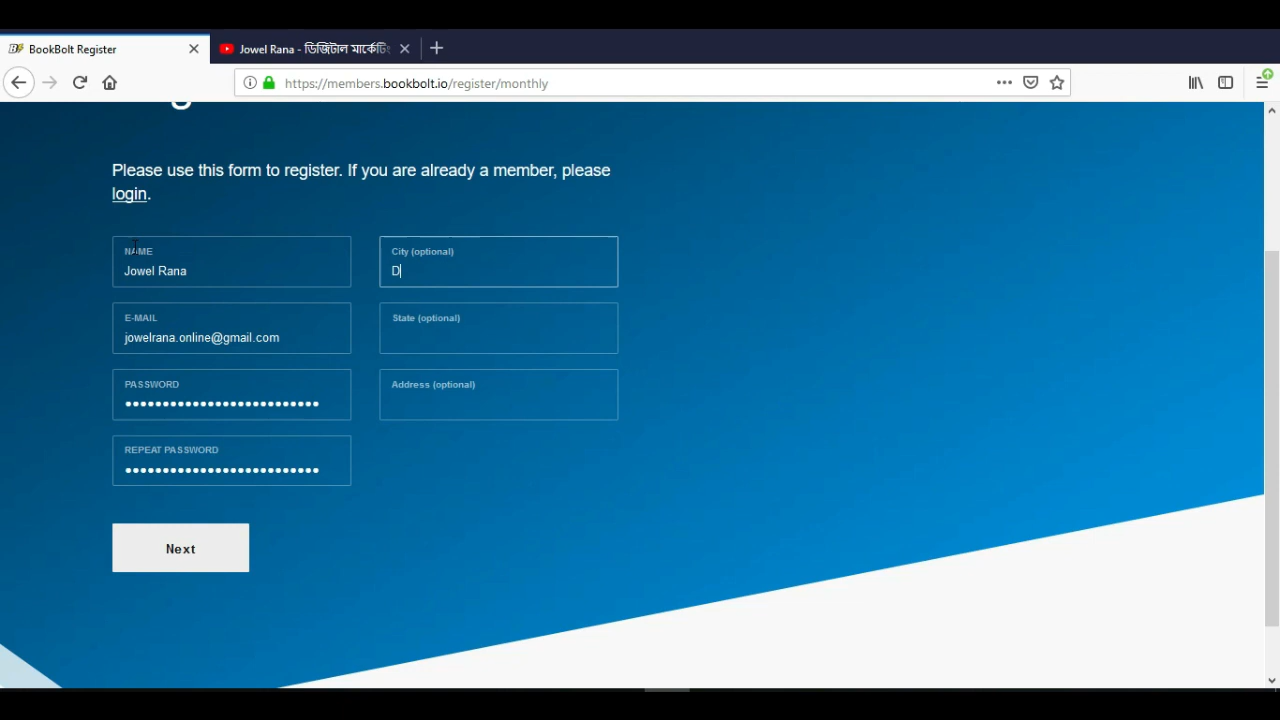 BookBolt Register
Jowel Rana - ডিজিটাল মার্কেটিং
https://members.bookbolt.io/register/monthly
Please use this form to register. If you are already a member, please
login.
NAME
Jowel Rana
City (optional)
D
E-MAIL
jowelrana.online@gmail.com
State (optional)
PASSWORD
Address (optional)
REPEAT PASSWORD
Next